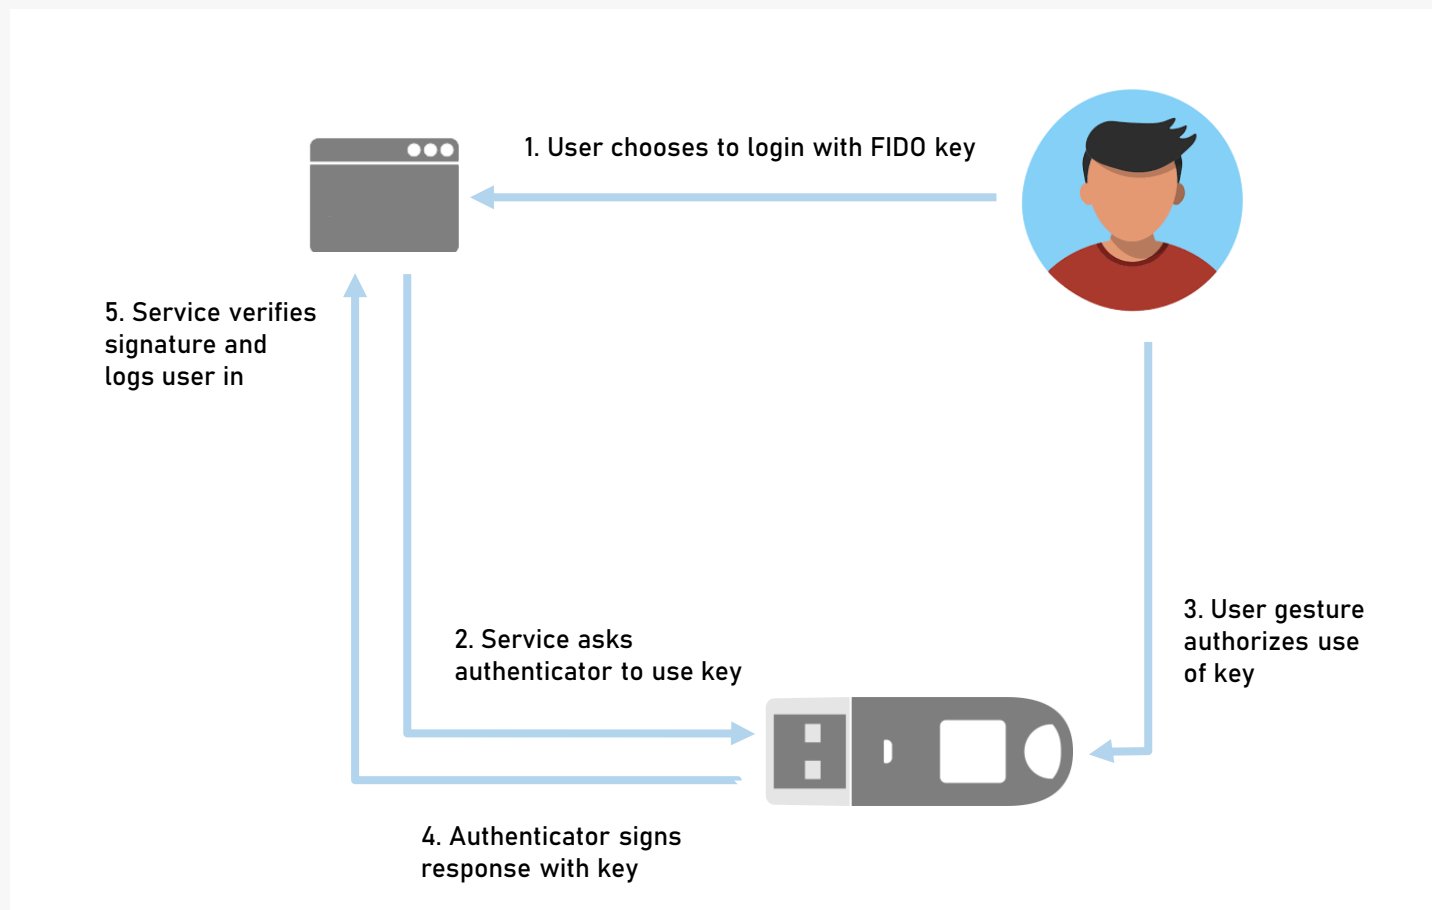 1. User chooses to login with FIDO key
5. Service verifies
signature and
logs user in
2. Service asks
authenticator to use key
3. User gesture
authorizes use
of key
4. Authenticator signs
response with key